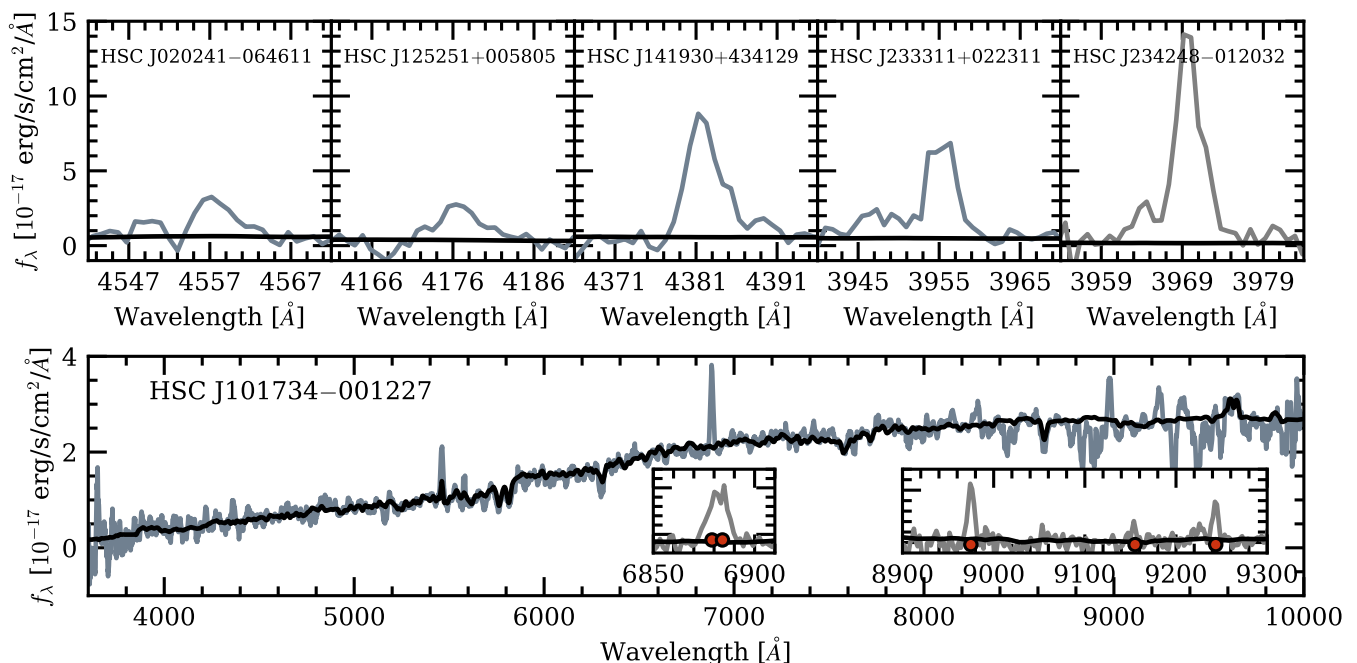 HSC J020241−064611 HSC J125251+005805 HSC J141930+434129 HSC J233311+022311 HSC J234248−012032
15
10
5
0
f_λ [10⁻¹⁷ erg/s/cm²/Å]
4547 4557 4567 4166 4176 4186 4371 4381 4391 3945 3955 3965 3959 3969 3979
Wavelength [Å] Wavelength [Å] Wavelength [Å] Wavelength [Å] Wavelength [Å]
HSC J101734−001227
4
2
0
f_λ [10⁻¹⁷ erg/s/cm²/Å]
6850 6900 8900 9000 9100 9200 9300
4000 5000 6000 7000 8000 9000 10000
Wavelength [Å]